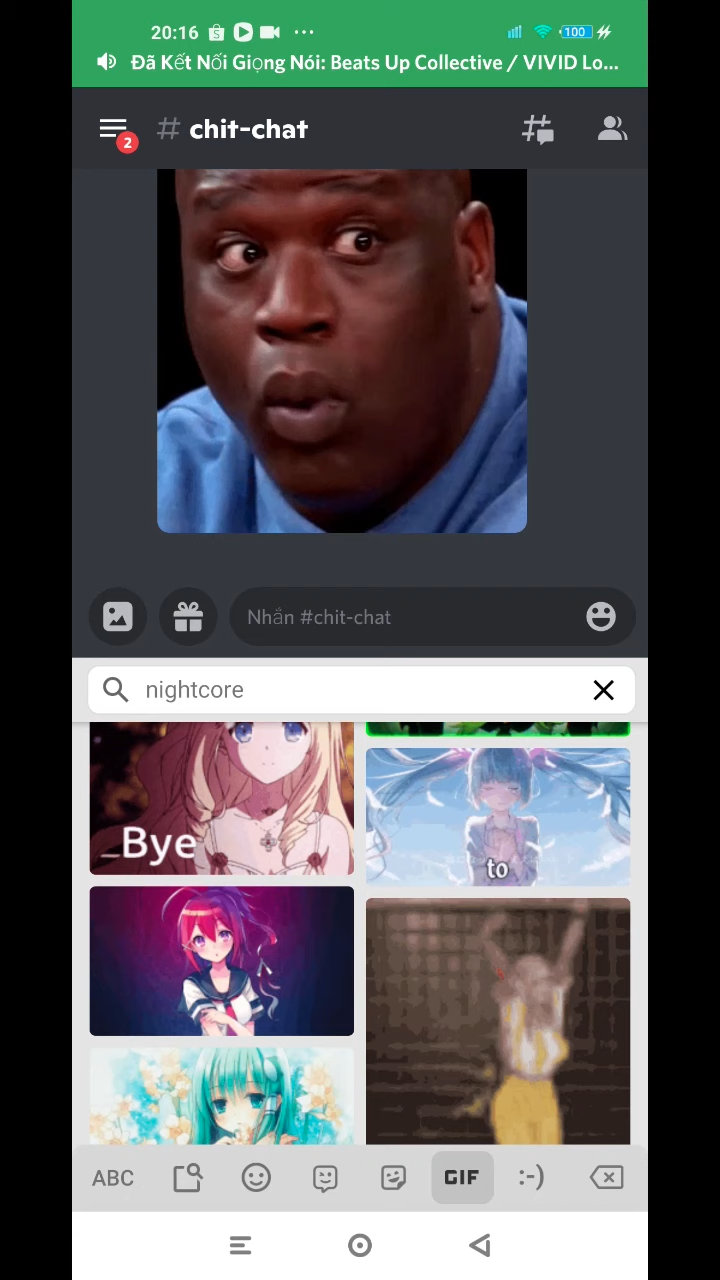 20:16
100
Đã Kết Nối Giọng Nói: Beats Up Collective / VIVID Lo...
2
# chit-chat
Nhắn #chit-chat
nightcore
Bye
to
ABC
GIF
:-)